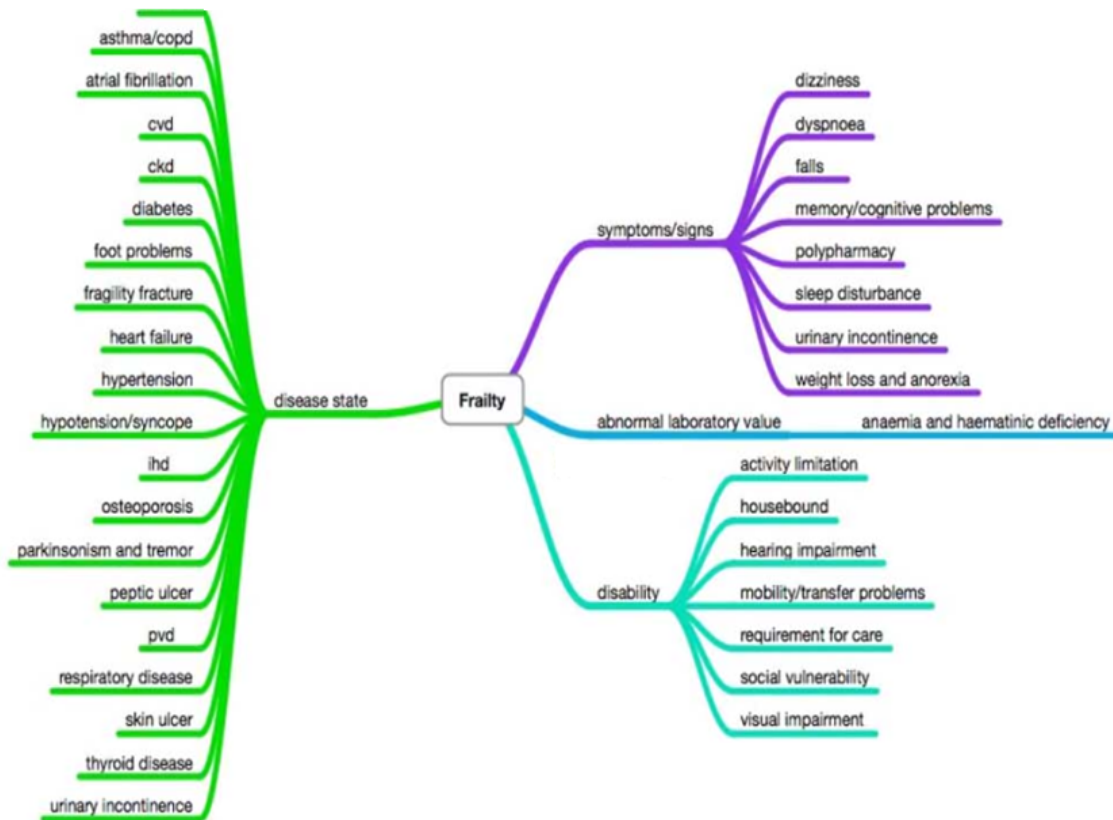 asthma/copd
atrial fibrillation
cvd
ckd
diabetes
foot problems
fragility fracture
heart failure
hypertension
hypotension/syncope
ihd
osteoporosis
parkinsonism and tremor
peptic ulcer
pvd
respiratory disease
skin ulcer
thyroid disease
urinary incontinence
disease state
Frailty
symptoms/signs
dizziness
dyspnoea
falls
memory/cognitive problems
polypharmacy
sleep disturbance
urinary incontinence
weight loss and anorexia
abnormal laboratory value
anaemia and haematinic deficiency
disability
activity limitation
housebound
hearing impairment
mobility/transfer problems
requirement for care
social vulnerability
visual impairment